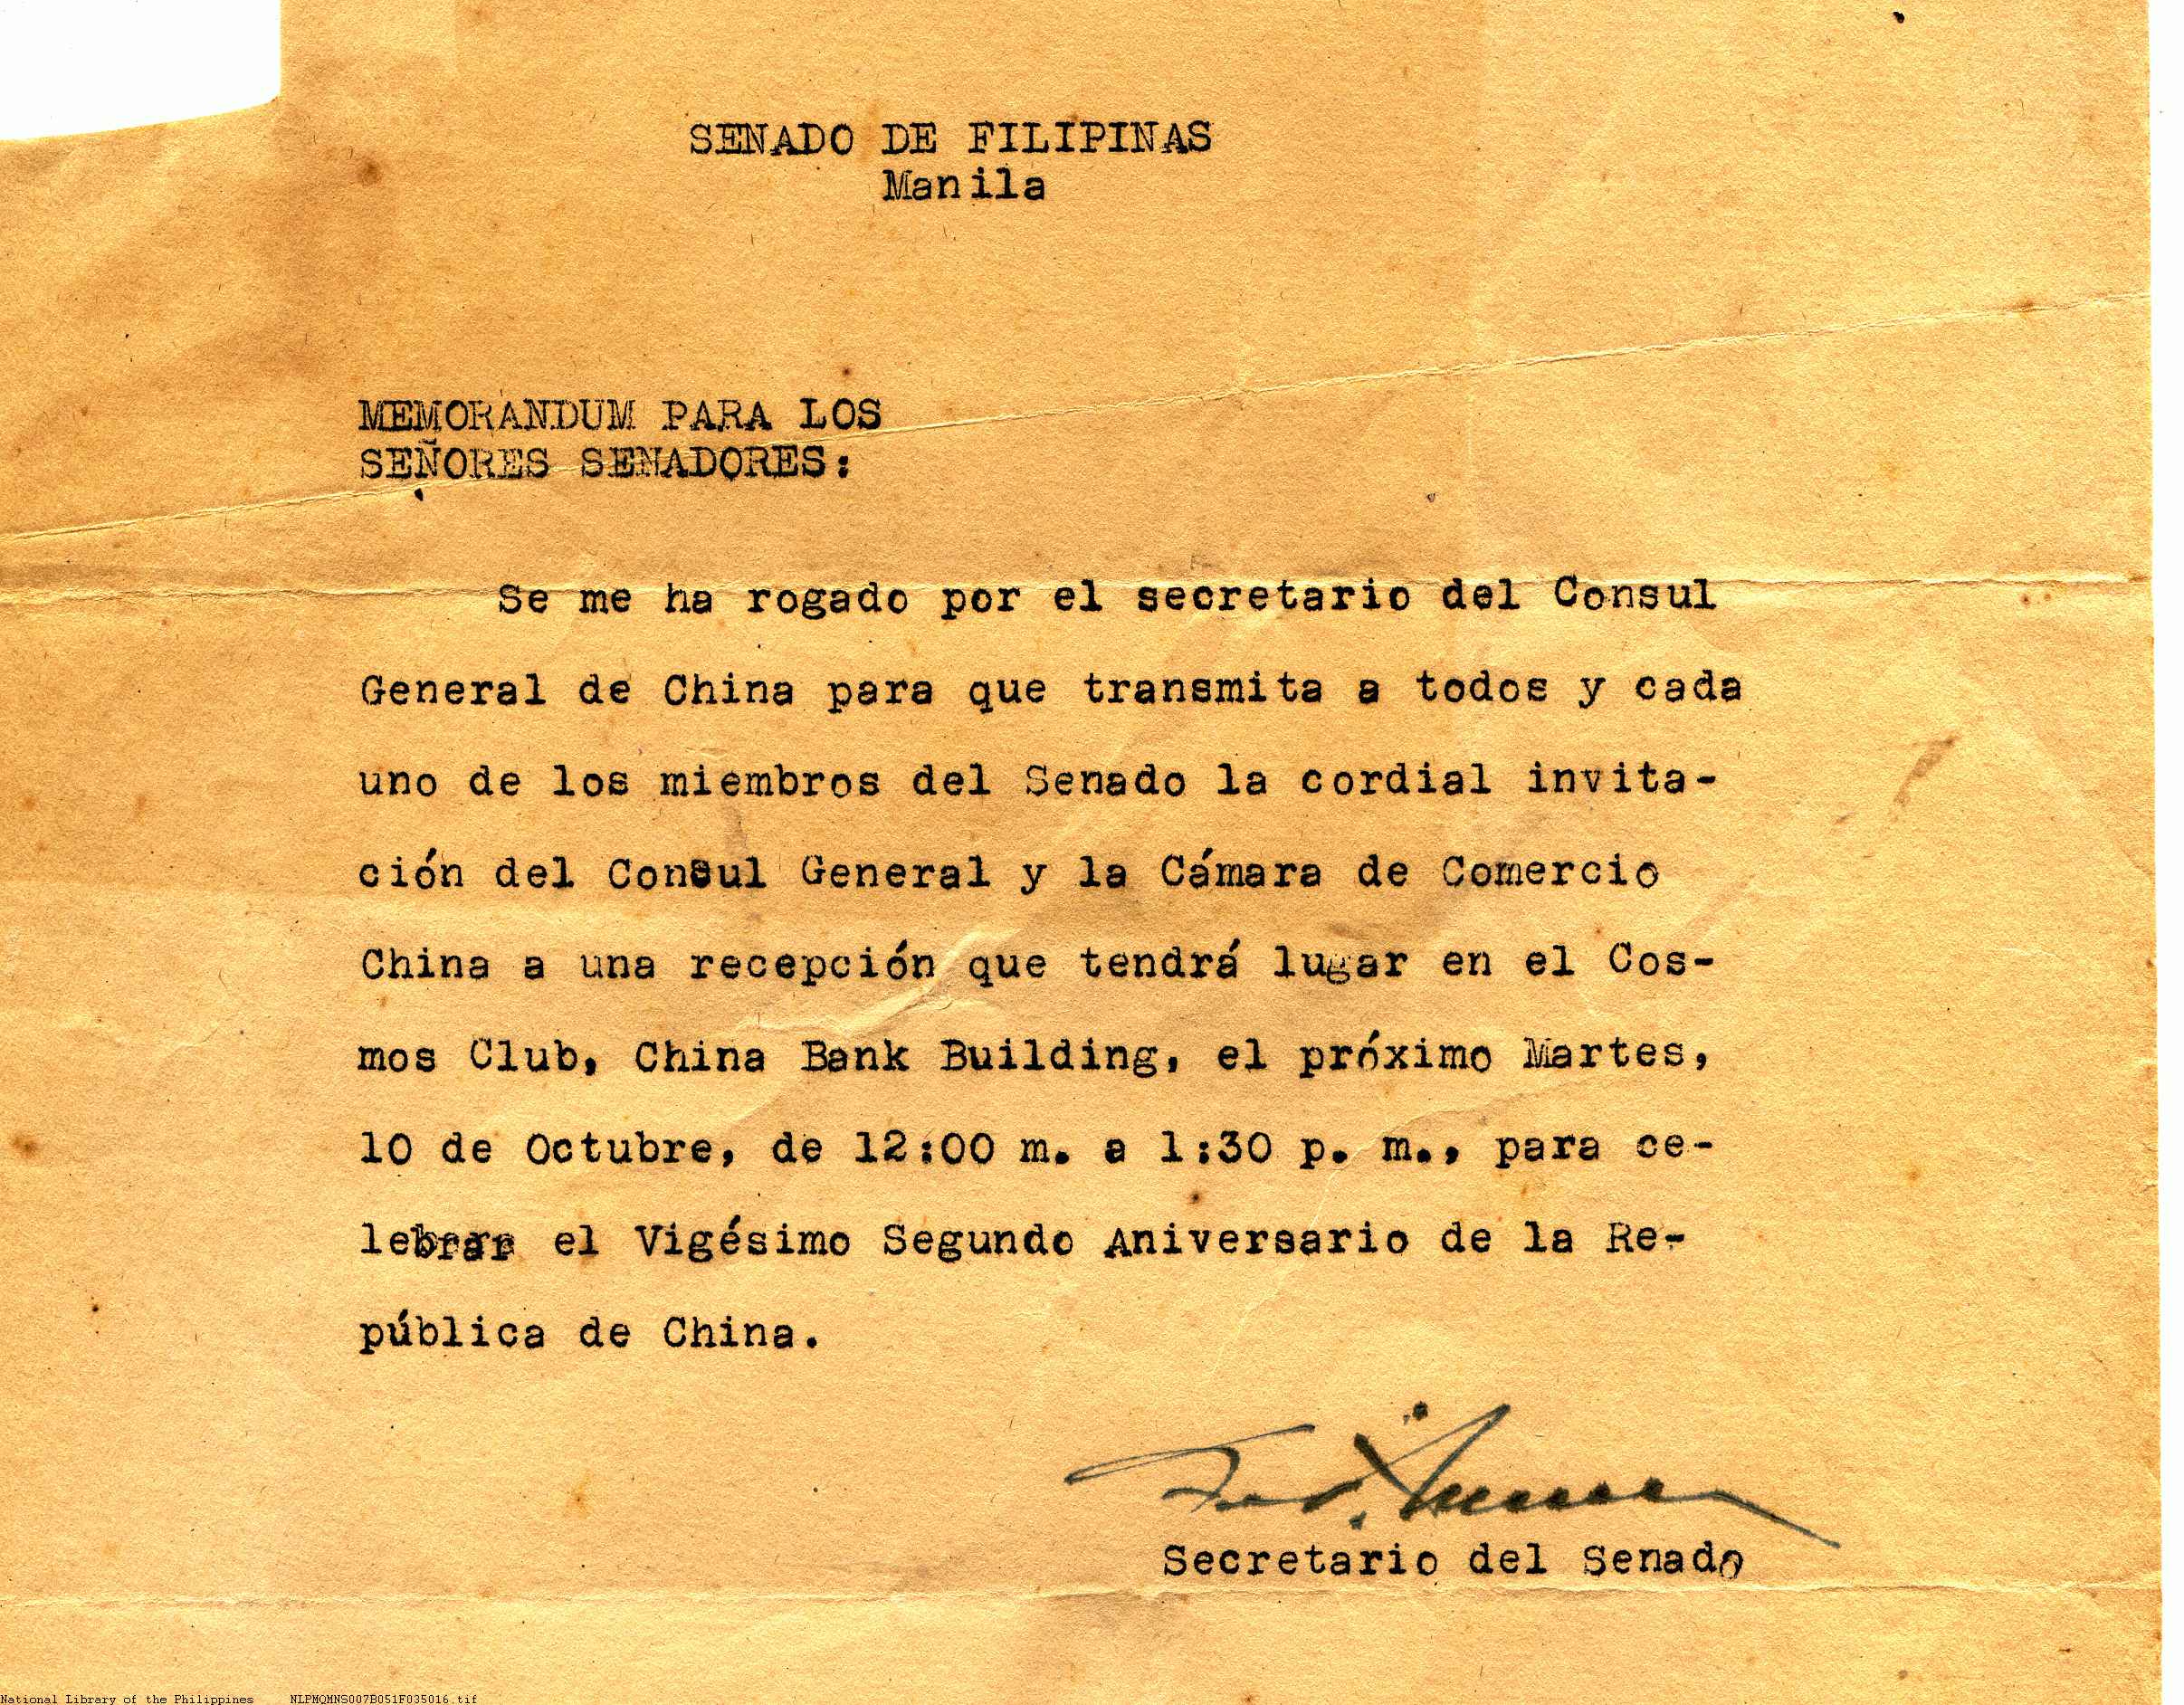 SENADO DE FILIPINAS
Manila
MEMORANDUM PARA LOS
SEÑORES SENADORES:
Se me ha rogado por el secretario del Consul
General de China para que transmita a todos y cada
uno de los miembros del Senado la cordial invita-
ción del Consul General y la Cámara de Comercio
China a una recepción que tendrá lugar en el Cos-
mos Club, China Bank Building, el próximo Martes,
10 de Octubre, de 12:00 m. a 1:30 p. m., para ce-
lebrar el Vigésimo Segundo Aniversario de la Re-
pública de China.
Secretario del Senado
National Library of the Philippines NLPMQMNS007B051F035016.tif